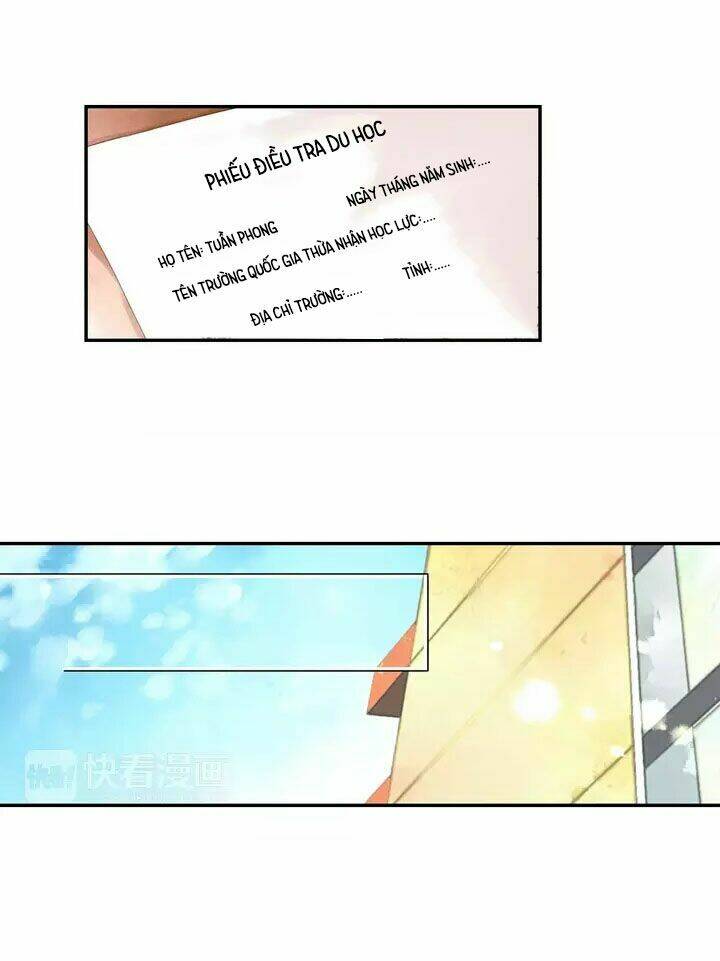 PHIẾU ĐIỀU TRA DU HỌC
HỌ TÊN: TUẤN PHONG NGÀY THÁNG NĂM SINH:....
TÊN TRƯỜNG QUỐC GIA THỪA NHẬN HỌC LỰC:....
ĐỊA CHỈ TRƯỜNG:..... TỈNH:.....
快看漫画